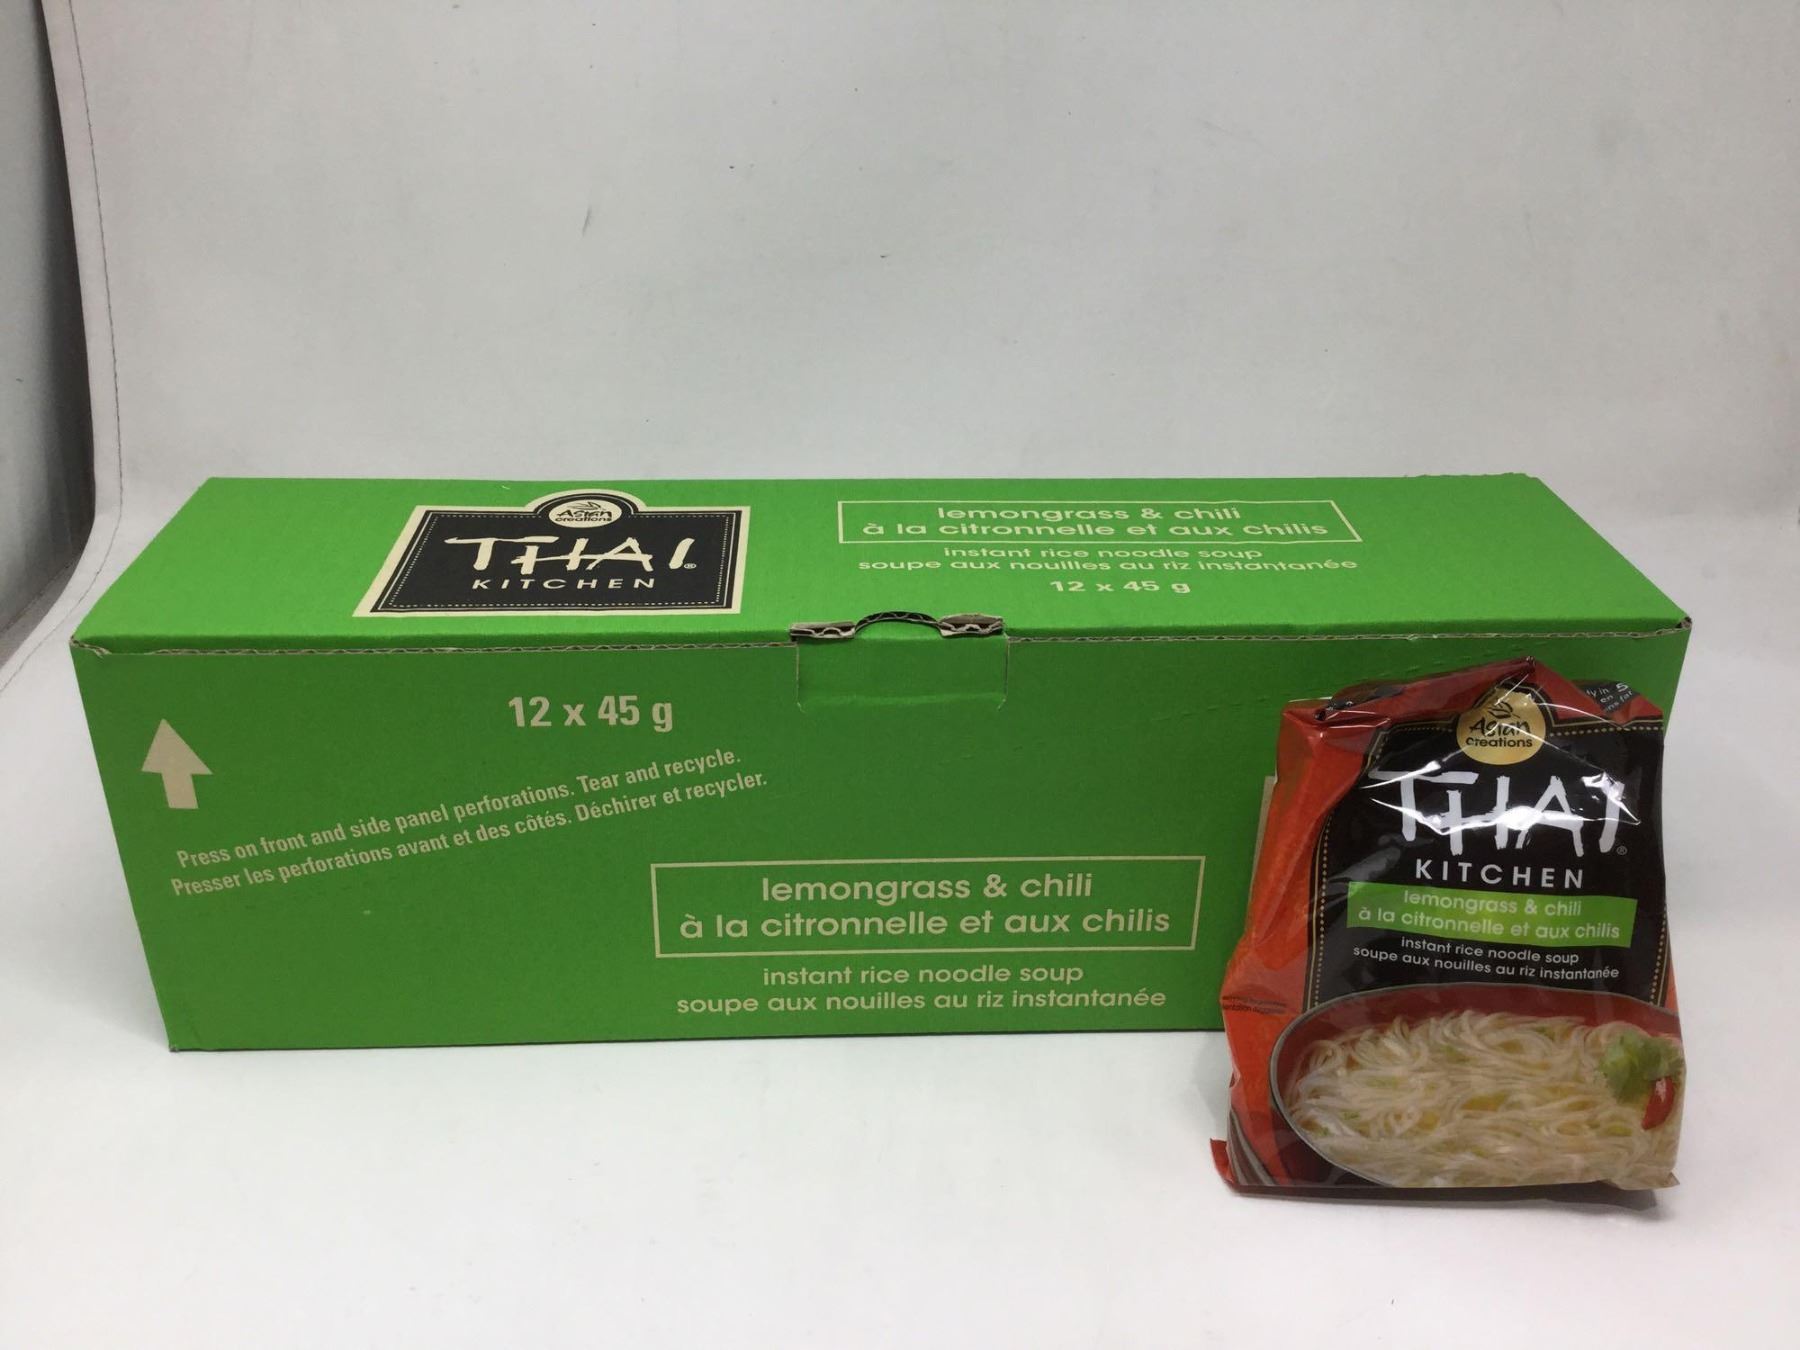 Asian
creations
THAI
KITCHEN
lemongrass & chili
à la citronnelle et aux chilis
instant rice noodle soup
soupe aux nouilles au riz instantanée
12 x 45 g
12 x 45 g
Press on front and side panel perforations. Tear and recycle.
Presser les perforations avant et des côtés. Déchirer et recycler.
lemongrass & chili
à la citronnelle et aux chilis
instant rice noodle soup
soupe aux nouilles au riz instantanée
Asian
creations
THAI
KITCHEN
lemongrass & chili
à la citronnelle et aux chilis
instant rice noodle soup
soupe aux nouilles au riz instantanée
in 5
en